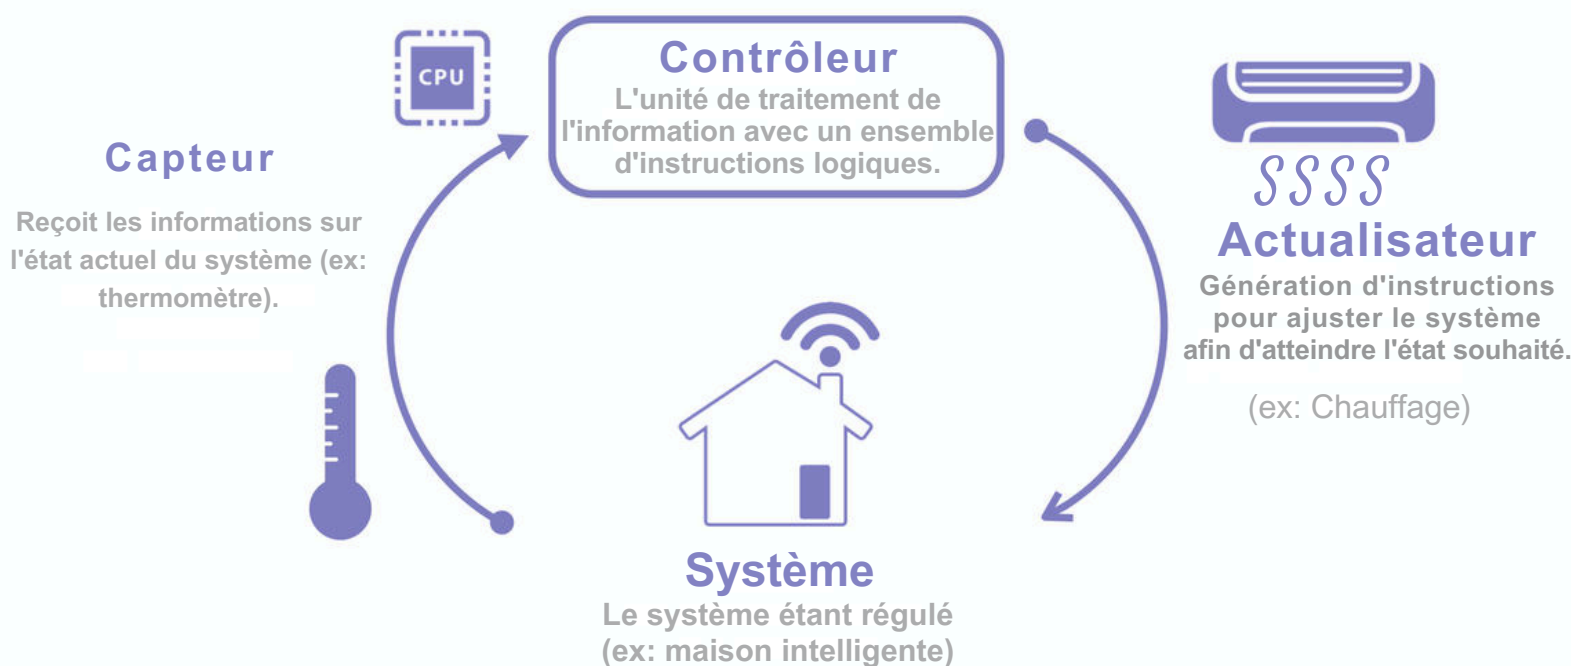 CPU
Contrôleur
L'unité de traitement de
l'information avec un ensemble
d'instructions logiques.
Capteur
Reçoit les informations sur
l'état actuel du système (ex:
thermomètre).
Actualisateur
Génération d'instructions
pour ajuster le système
afin d'atteindre l'état souhaité.
(ex: Chauffage)
Système
Le système étant régulé
(ex: maison intelligente)